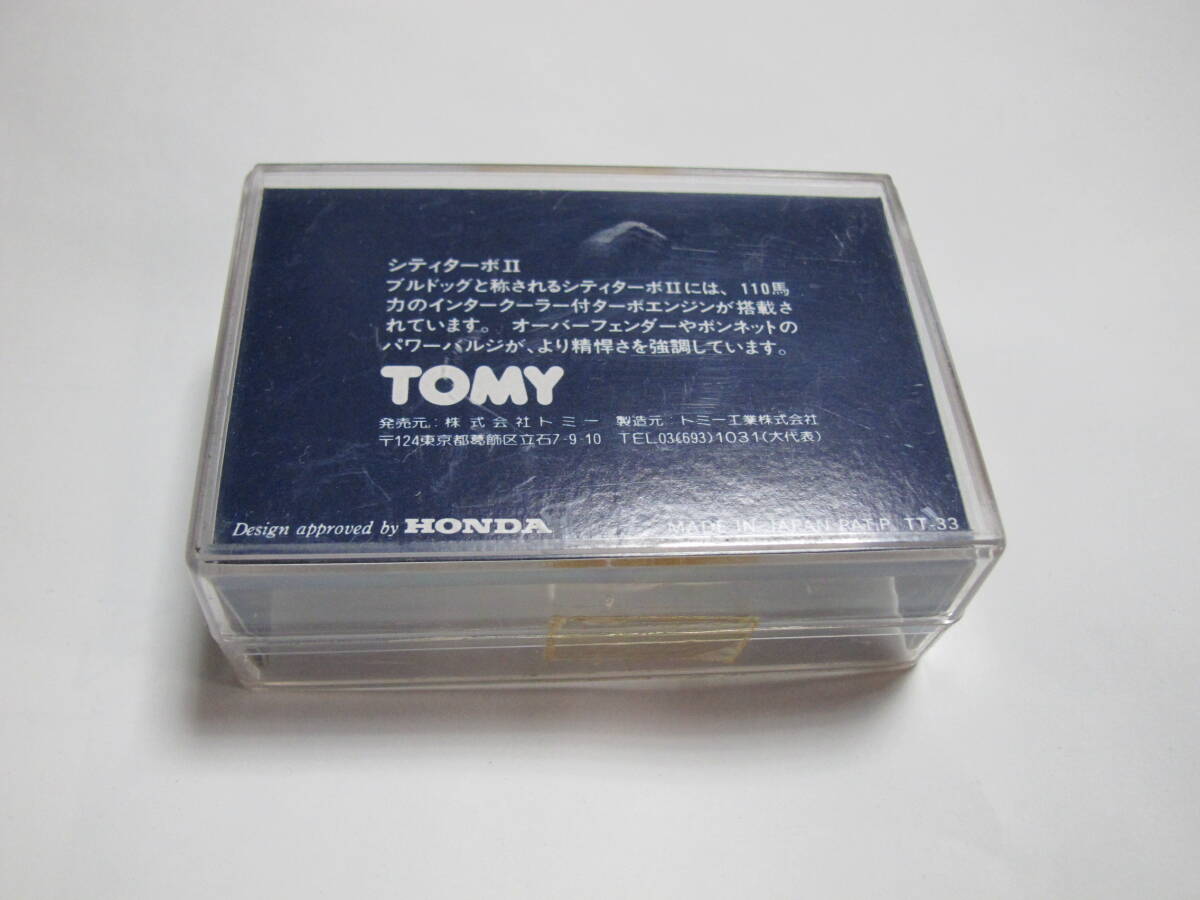 シティターボII
ブルドッグと称されるシティターボIIには、110馬
力のインタークーラー付ターボエンジンが搭載さ
れています。オーバーフェンダーやボンネットの
パワーバルジが、より精悍さを強調しています。
TOMY
発売元:株式会社トミー 製造元:トミー工業株式会社
〒124東京都葛飾区立石7-9-10 TEL03(693)1031(大代表)
Design approved by HONDA MADE IN JAPAN PAT.P. TT-33